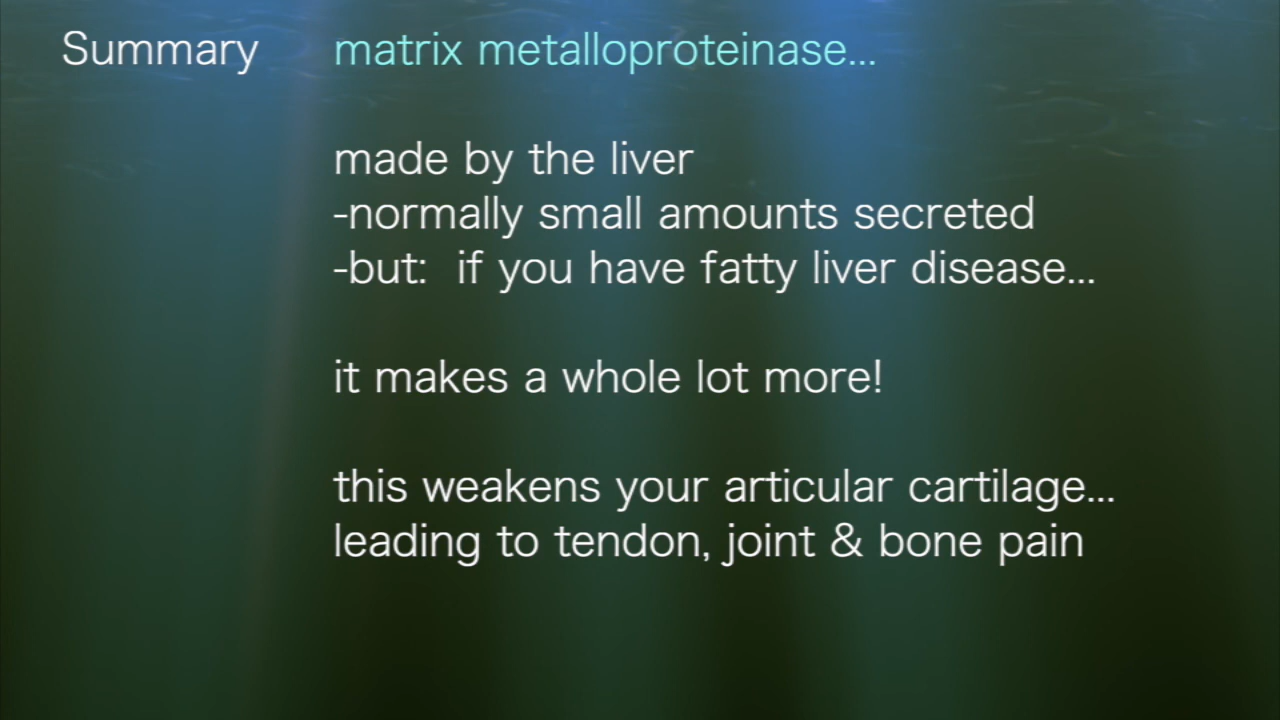 Summary matrix metalloproteinase...
made by the liver
-normally small amounts secreted
-but: if you have fatty liver disease...
it makes a whole lot more!
this weakens your articular cartilage...
leading to tendon, joint & bone pain